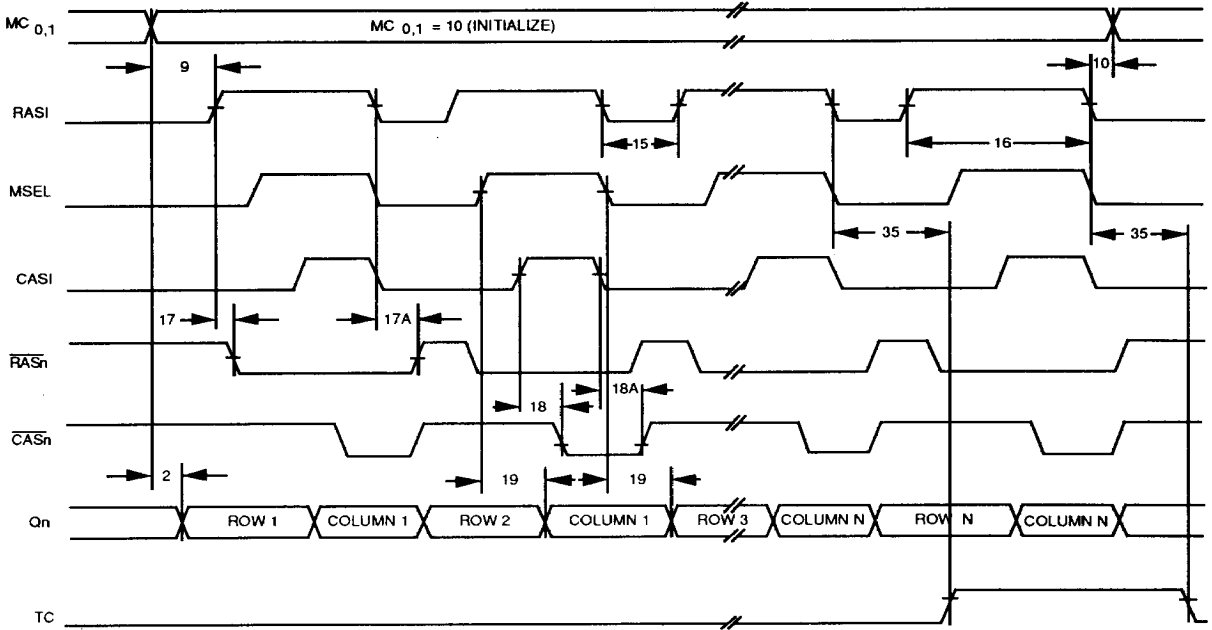 MC 0,1
MC 0,1 = 10 (INITIALIZE)
9
10
RASI
15
16
MSEL
35
35
CASI
17
17A
RASn
18
18A
CASn
2
19
19
Qn
ROW 1
COLUMN 1
ROW 2
COLUMN 1
ROW 3
COLUMN N
ROW N
COLUMN N
TC